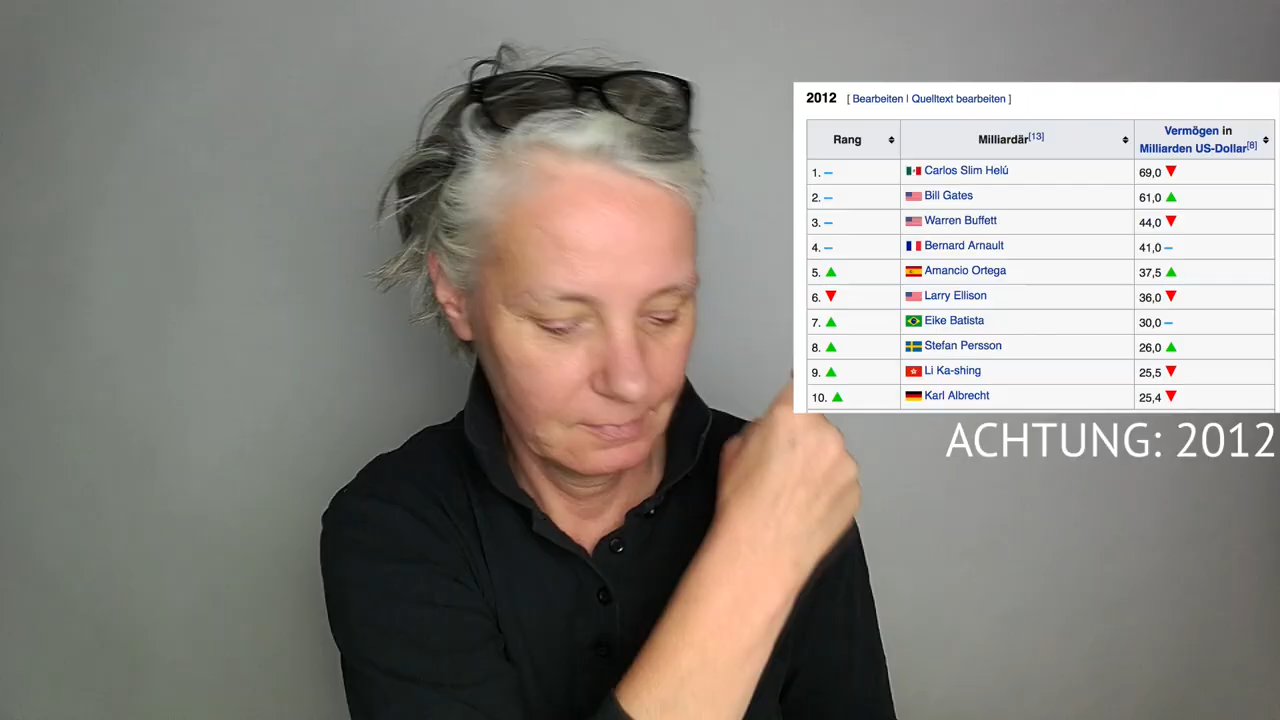 2012 [ Bearbeiten | Quelltext bearbeiten ]
Rang Milliardär[13] Vermögen in Milliarden US-Dollar[8]
1. – Carlos Slim Helú 69,0 ▼
2. – Bill Gates 61,0 ▲
3. – Warren Buffett 44,0 ▼
4. – Bernard Arnault 41,0 –
5. ▲ Amancio Ortega 37,5 ▲
6. ▼ Larry Ellison 36,0 ▼
7. ▲ Eike Batista 30,0 –
8. ▲ Stefan Persson 26,0 ▲
9. ▲ Li Ka-shing 25,5 ▼
10. ▲ Karl Albrecht 25,4 ▼
ACHTUNG: 2012